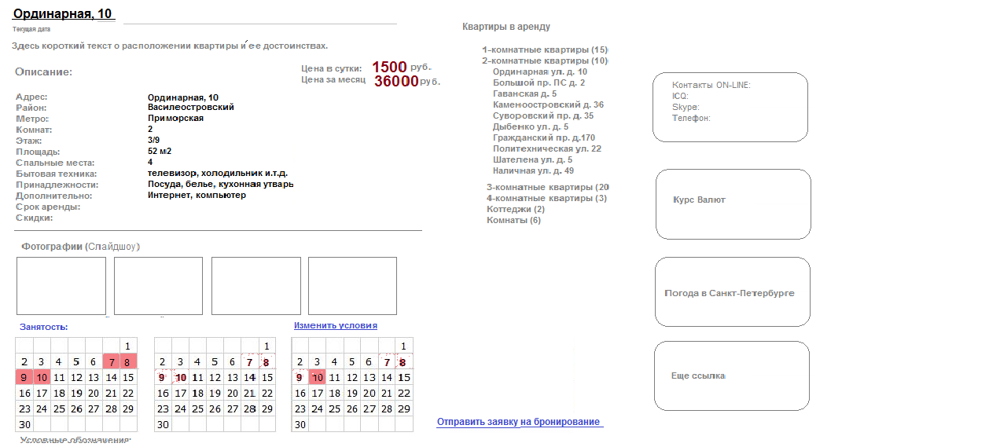 Ординарная, 10
Текущая дата
Здесь короткий текст о расположении квартиры и ее достоинствах.
Описание:
Цена в сутки: 1500 руб.
Цена за месяц 36000 руб.
Адрес: Ординарная, 10
Район: Василеостровский
Метро: Приморская
Комнат: 2
Этаж: 3/9
Площадь: 52 м2
Спальные места: 4
Бытовая техника: телевизор, холодильник и.т.д.
Принадлежности: Посуда, белье, кухонная утварь
Дополнительно: Интернет, компьютер
Срок аренды:
Скидки:
Фотографии (Слайдшоу)
Занятость:
Изменить условия
1
2 3 4 5 6 7 8
9 10 11 12 13 14 15
16 17 18 19 20 21 22
23 24 25 26 27 28 29
30
1
2 3 4 5 6 7 8
9 10 11 12 13 14 15
16 17 18 19 20 21 22
23 24 25 26 27 28 29
30
1
2 3 4 5 6 7 8
9 10 11 12 13 14 15
16 17 18 19 20 21 22
23 24 25 26 27 28 29
30
Условные обозначения:
Квартиры в аренду
1-комнатные квартиры (15)
2-комнатные квартиры (10)
Ординарная ул. д. 10
Большой пр. ПС д. 2
Гаванская д. 5
Каменоостровский д. 36
Суворовский пр. д. 35
Дыбенко ул. д. 5
Гражданский пр. д.170
Политехническая ул. 22
Шателена ул. д. 5
Наличная ул. д. 49
3-комнатные квартиры (20
4-комнатные квартиры (3)
Коттеджи (2)
Комнаты (6)
Отправить заявку на бронирование
Контакты ON-LINE:
ICQ:
Skype:
Телефон:
Курс Валют
Погода в Санкт-Петербурге
Еще ссылка